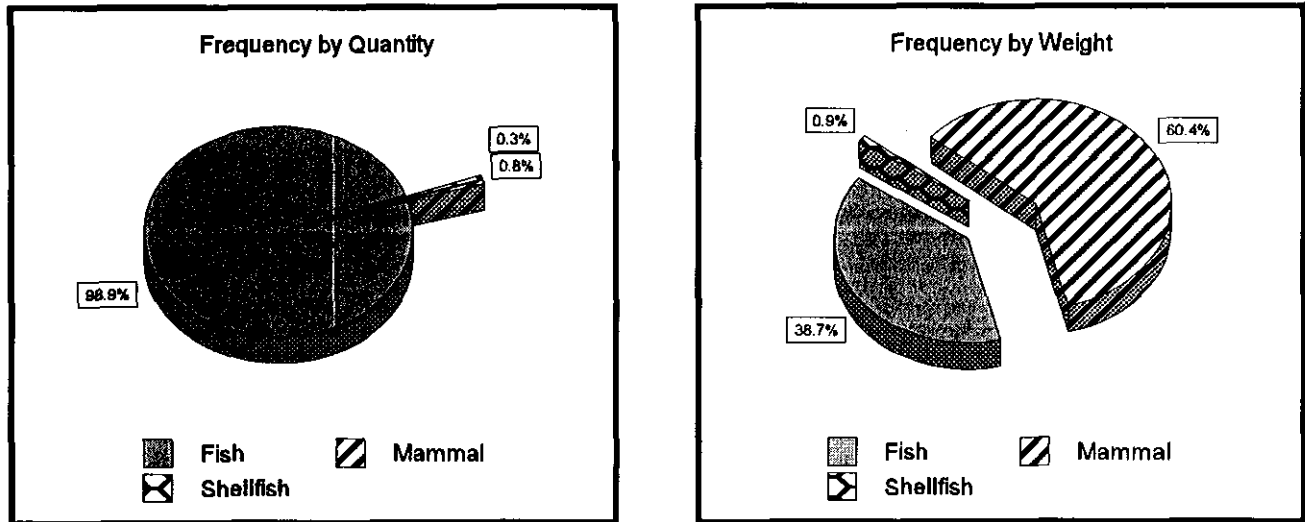 Frequency by Quantity
0.3%
0.8%
98.9%
Fish
Mammal
Shellfish
Frequency by Weight
0.9%
60.4%
38.7%
Fish
Mammal
Shellfish